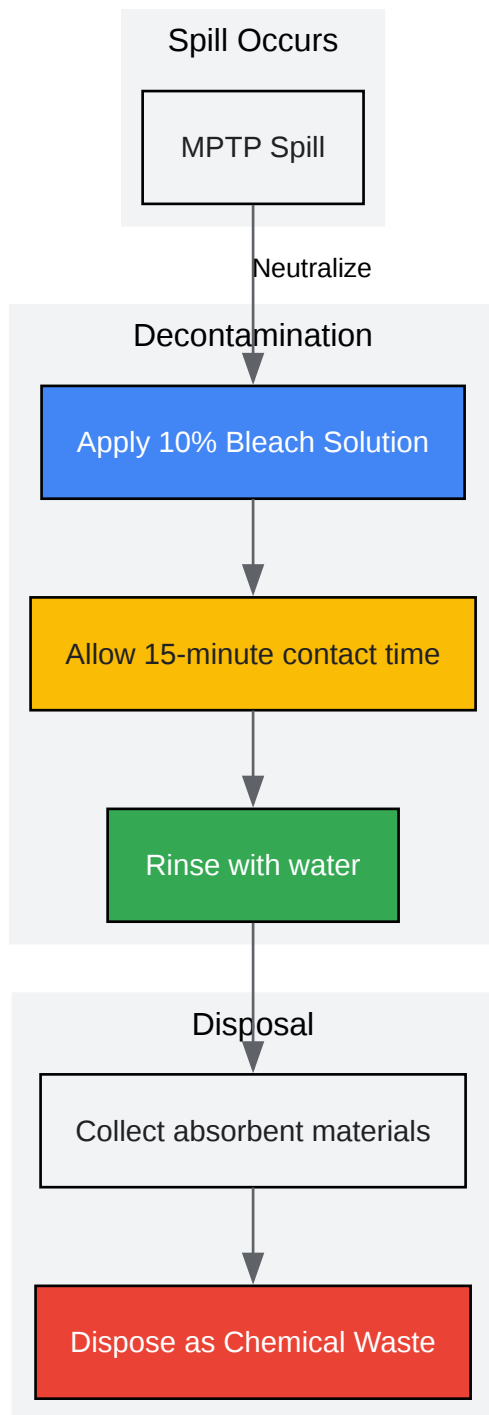 Spill Occurs
MPTP Spill
Neutralize
Decontamination
Apply 10% Bleach Solution
Allow 15-minute contact time
Rinse with water
Disposal
Collect absorbent materials
Dispose as Chemical Waste